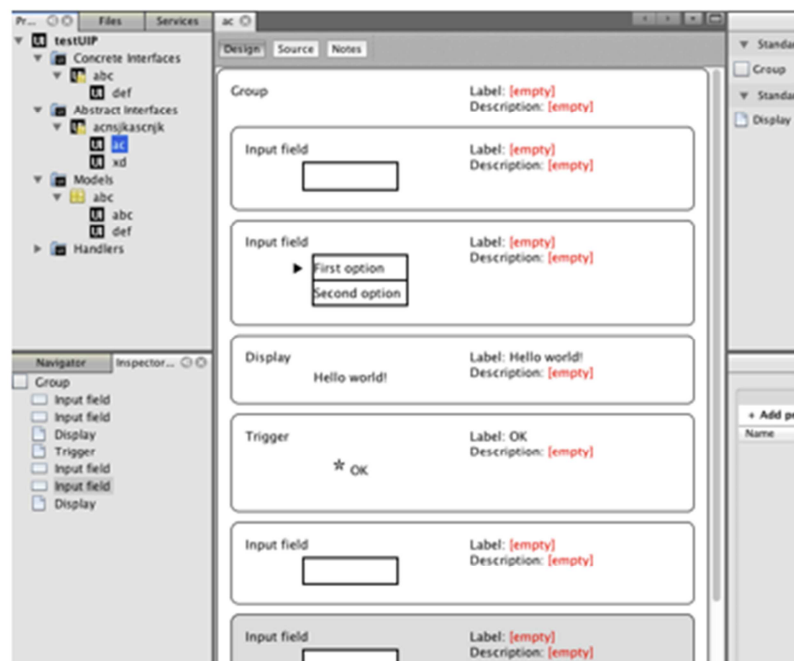 Pr...
Files
Services
testUIP
Concrete Interfaces
abc
def
Abstract Interfaces
acnsjkascnjk
ac
xd
Models
abc
abc
def
Handlers
Navigator
Inspector...
Group
Input field
Input field
Display
Trigger
Input field
Input field
Display
ac
Design
Source
Notes
Group
Label: [empty]
Description: [empty]
Input field
Label: [empty]
Description: [empty]
Input field
Label: [empty]
Description: [empty]
First option
Second option
Display
Label: Hello world!
Description: [empty]
Hello world!
Trigger
Label: OK
Description: [empty]
* OK
Input field
Label: [empty]
Description: [empty]
Input field
Label: [empty]
Description: [empty]
Standa
Group
Standa
Display
+ Add p
Name